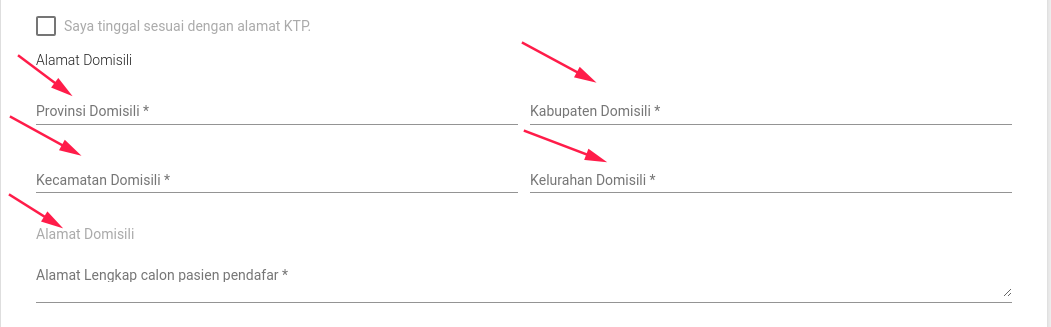 Saya tinggal sesuai dengan alamat KTP.
Alamat Domisili
Provinsi Domisili *
Kabupaten Domisili *
Kecamatan Domisili *
Kelurahan Domisili *
Alamat Domisili
Alamat Lengkap calon pasien pendafar *